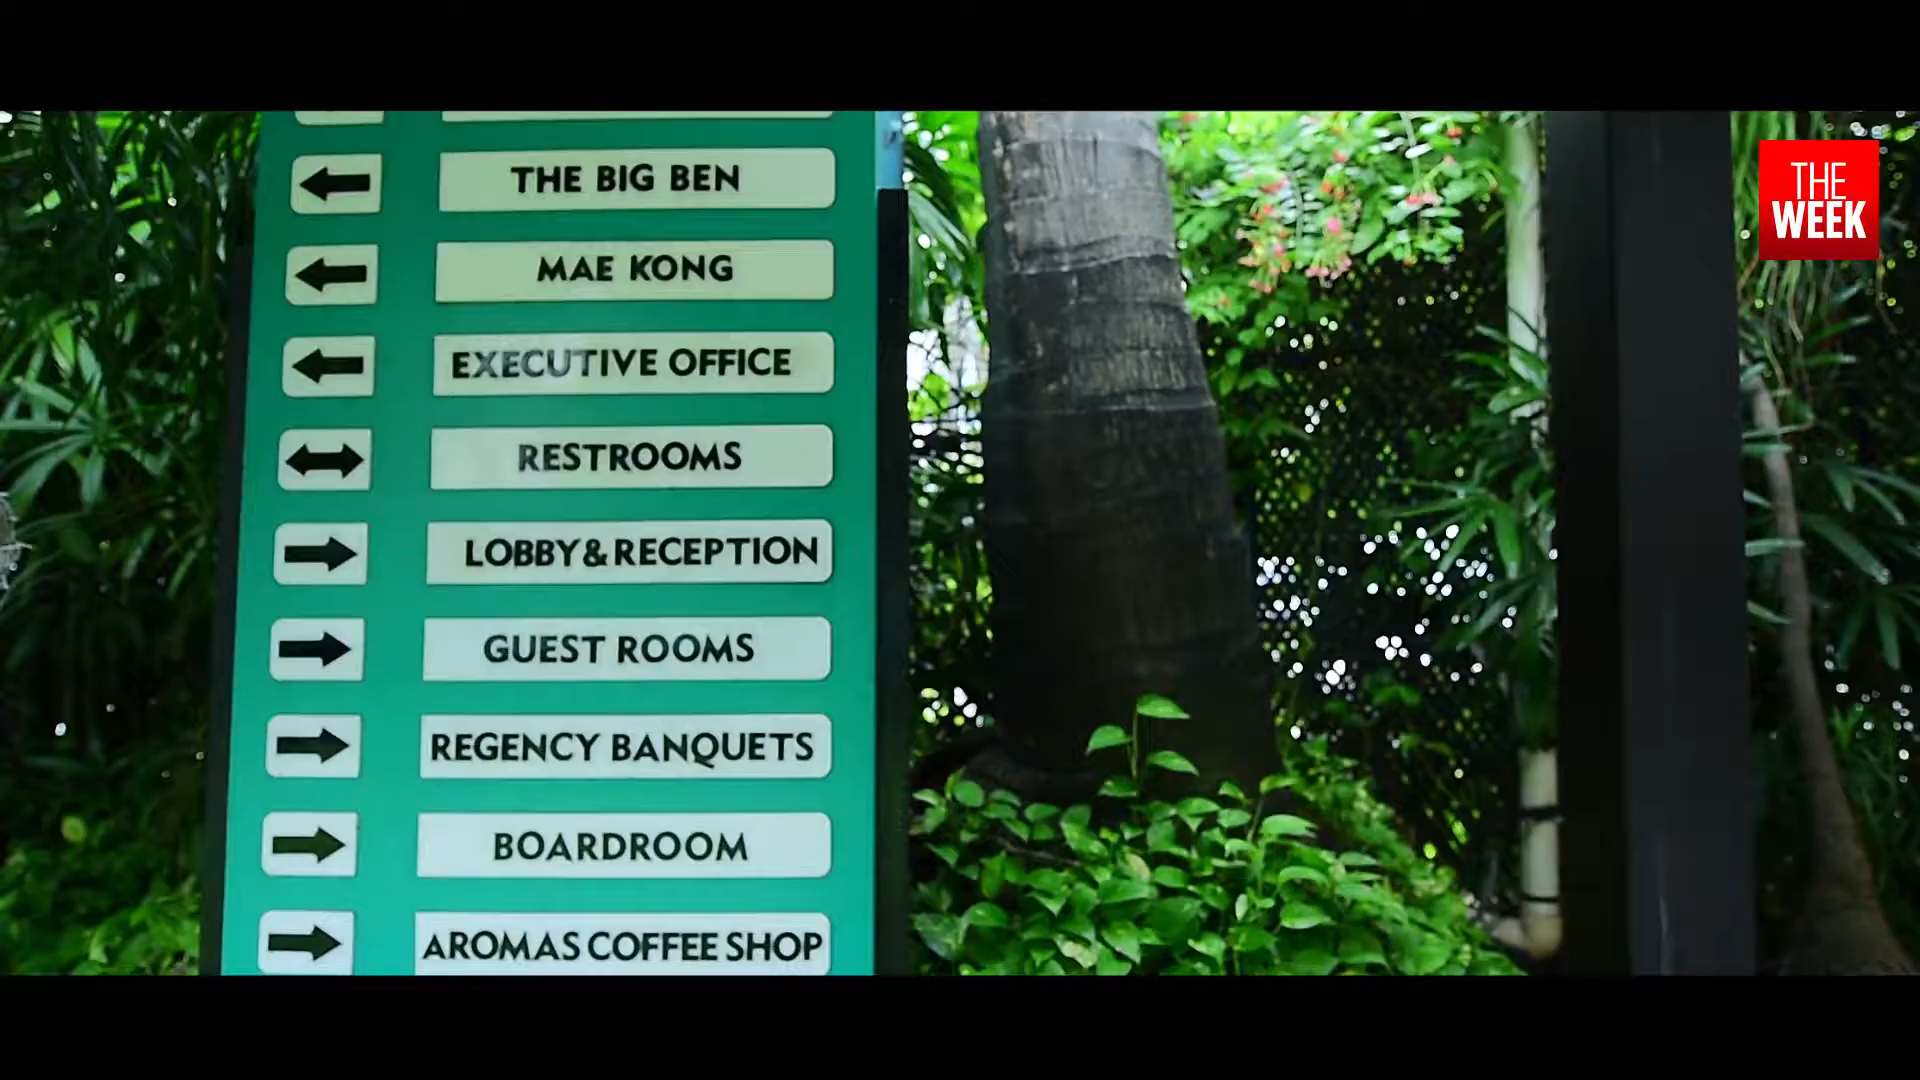 THE BIG BEN
MAE KONG
EXECUTIVE OFFICE
RESTROOMS
LOBBY & RECEPTION
GUEST ROOMS
REGENCY BANQUETS
BOARDROOM
AROMAS COFFEE SHOP
THE
WEEK